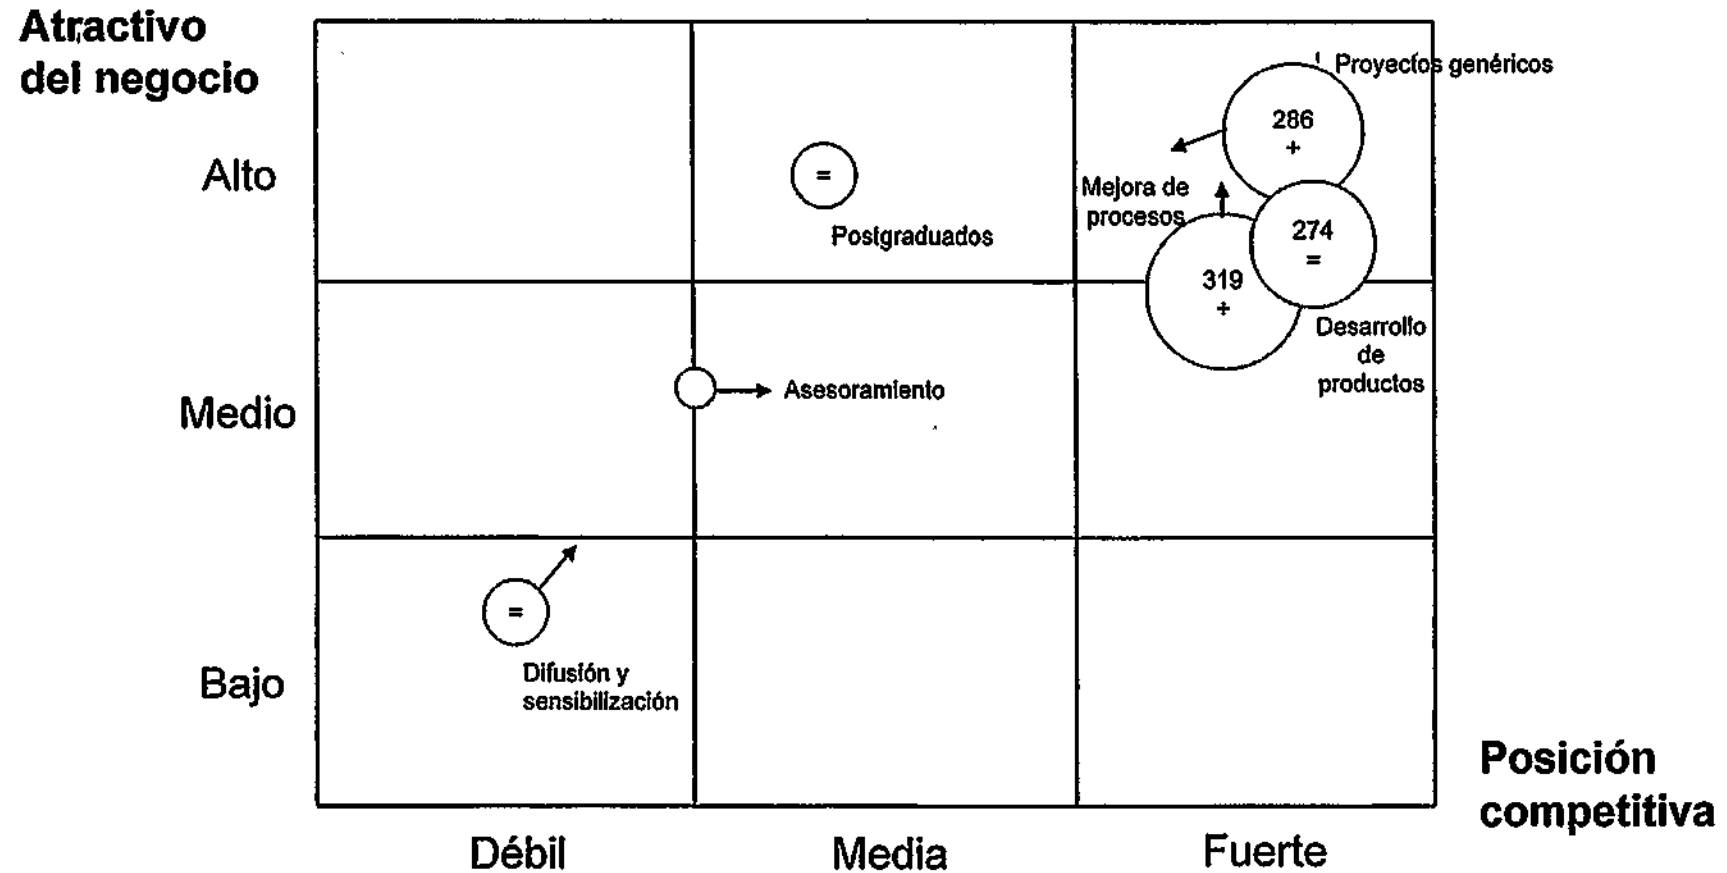 Atractivo
del negocio
Proyectos genéricos
286
+
Alto
=
Mejora de
procesos
Postgraduados
274
=
319
+
Desarrollo
de
productos
Asesoramiento
Medio
=
Difusión y
sensibilización
Bajo
Posición
competitiva
Débil
Media
Fuerte